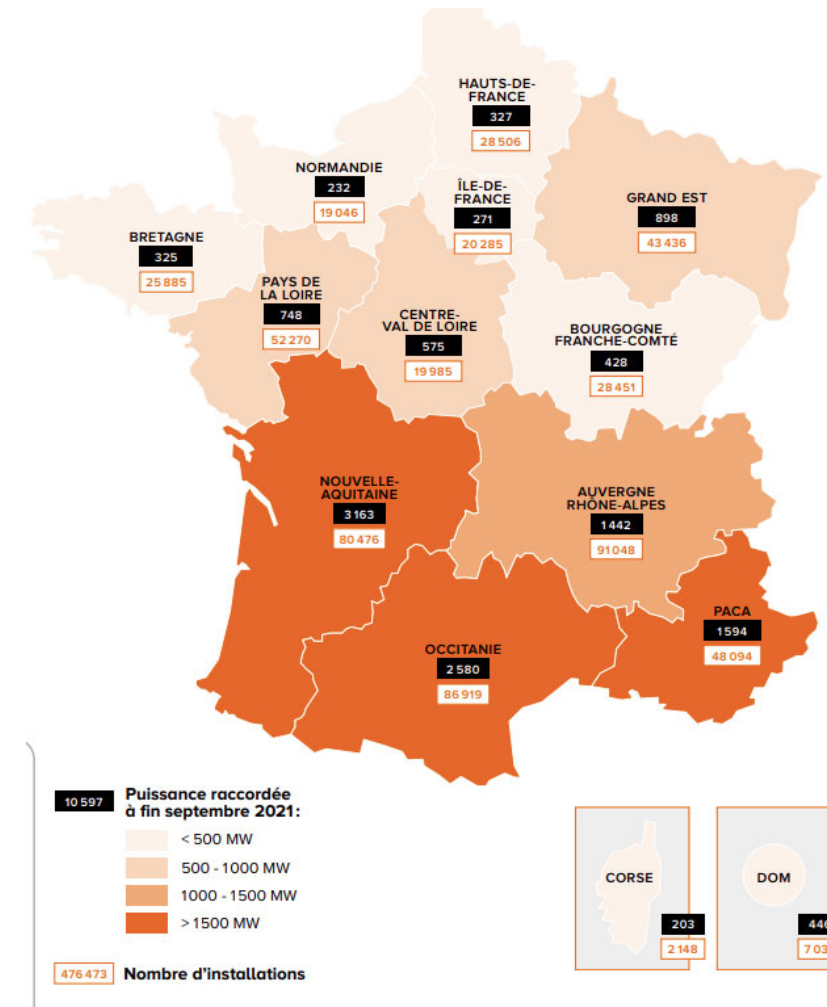 HAUTS-DE-
FRANCE
327
28 506
NORMANDIE
232
19 046
ÎLE-DE-
FRANCE
271
20 285
GRAND EST
898
43 436
BRETAGNE
325
25 885
PAYS DE
LA LOIRE
748
52 270
CENTRE-
VAL DE LOIRE
575
19 985
BOURGOGNE
FRANCHE-COMTÉ
428
28 451
NOUVELLE-
AQUITAINE
3 163
80 476
AUVERGNE
RHÔNE-ALPES
1 442
91 048
PACA
1 594
48 094
OCCITANIE
2 580
86 919
10 597
Puissance raccordée
à fin septembre 2021 :
< 500 MW
500 - 1000 MW
1000 - 1500 MW
> 1500 MW
476 473 Nombre d'installations
CORSE
203
2 148
DOM
446
7 03